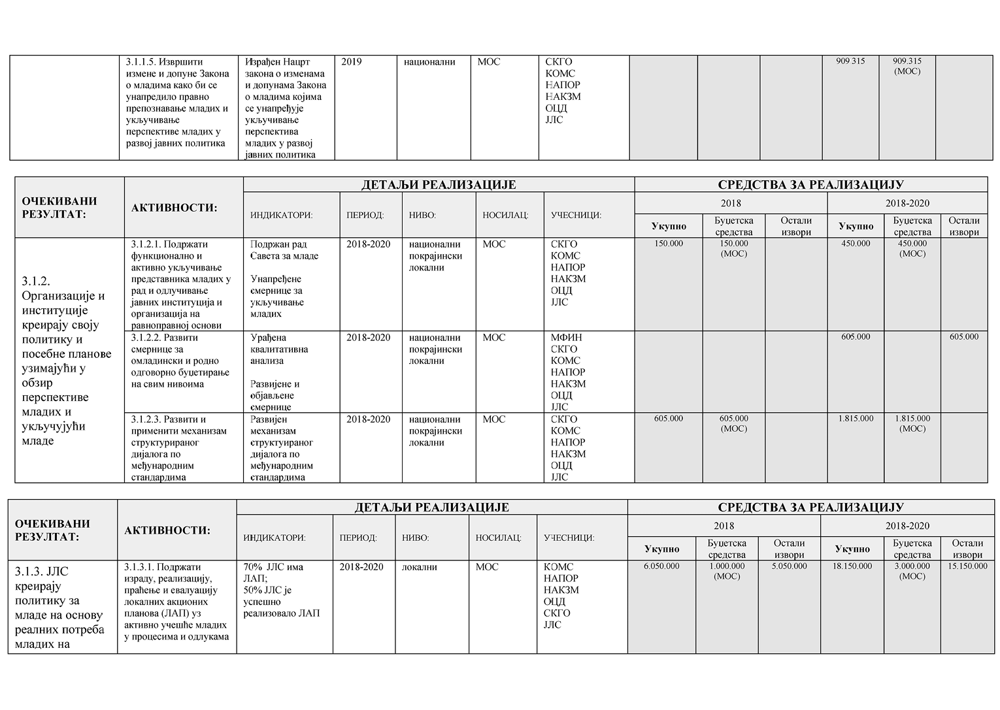 3.1.1.5. Извршити
измене и допуне Закона
о младима како би се
унапредило правно
препознавање младих и
укључивање
перспективе младих у
развој јавних политика
Израђен Нацрт
закона о изменама
и допунама Закона
о младима којима
се унапређује
укључивање
перспектива
младих у развој
јавних политика
2019
национални
МОС
СКГО
КОМС
НАПОР
НАКЗМ
ОЦД
ЈЛС
909.315
909.315
(МОС)
ОЧЕКИВАНИ
РЕЗУЛТАТ:
АКТИВНОСТИ:
ДЕТАЉИ РЕАЛИЗАЦИЈЕ
СРЕДСТВА ЗА РЕАЛИЗАЦИЈУ
ИНДИКАТОРИ:
ПЕРИОД:
НИВО:
НОСИЛАЦ:
УЧЕСНИЦИ:
2018
2018-2020
Укупно
Буџетска
средства
Остали
извори
Укупно
Буџетска
средства
Остали
извори
3.1.2.
Организације и
институције
креирају своју
политику и
посебне планове
узимајући у
обзир
перспективе
младих и
укључујући
младе
3.1.2.1. Подржати
функционално и
активно укључивање
представника младих у
рад и одлучивање
јавних институција и
организација на
равноправној основи
Подржан рад
Савета за младе
Унапређене
смернице за
укључивање
младих
2018-2020
национални
покрајински
локални
МОС
СКГО
КОМС
НАПОР
НАКЗМ
ОЦД
ЈЛС
150.000
150.000
(МОС)
450.000
450.000
(МОС)
3.1.2.2. Развити
смернице за
омладински и родно
одговорно буџетирање
на свим нивоима
Урађена
квалитативна
анализа
Развијене и
објављене
смернице
2018-2020
национални
покрајински
локални
МОС
МФИН
СКГО
КОМС
НАПОР
НАКЗМ
ОЦД
ЈЛС
605.000
605.000
3.1.2.3. Развити и
применити механизам
структурираног
дијалога по
међународним
стандардима
Развијен
механизам
структуираног
дијалога по
међународним
стандардима
2018-2020
национални
покрајински
локални
МОС
СКГО
КОМС
НАПОР
НАКЗМ
ОЦД
ЈЛС
605.000
605.000
(МОС)
1.815.000
1.815.000
(МОС)
ОЧЕКИВАНИ
РЕЗУЛТАТ:
АКТИВНОСТИ:
ДЕТАЉИ РЕАЛИЗАЦИЈЕ
СРЕДСТВА ЗА РЕАЛИЗАЦИЈУ
ИНДИКАТОРИ:
ПЕРИОД:
НИВО:
НОСИЛАЦ:
УЧЕСНИЦИ:
2018
2018-2020
Укупно
Буџетска
средства
Остали
извори
Укупно
Буџетска
средства
Остали
извори
3.1.3. ЈЛС
креирају
политику за
младе на основу
реалних потреба
младих на
3.1.3.1. Подржати
израду, реализацију,
праћење и евалуацију
локалних акционих
планова (ЛАП) уз
активно учешће младих
у процесима и одлукама
70% ЈЛС има
ЛАП;
50% ЈЛС је
успешно
реализовало ЛАП
2018-2020
локални
МОС
КОМС
НАПОР
НАКЗМ
ОЦД
СКГО
ЈЛС
6.050.000
1.000.000
(МОС)
5.050.000
18.150.000
3.000.000
(МОС)
15.150.000